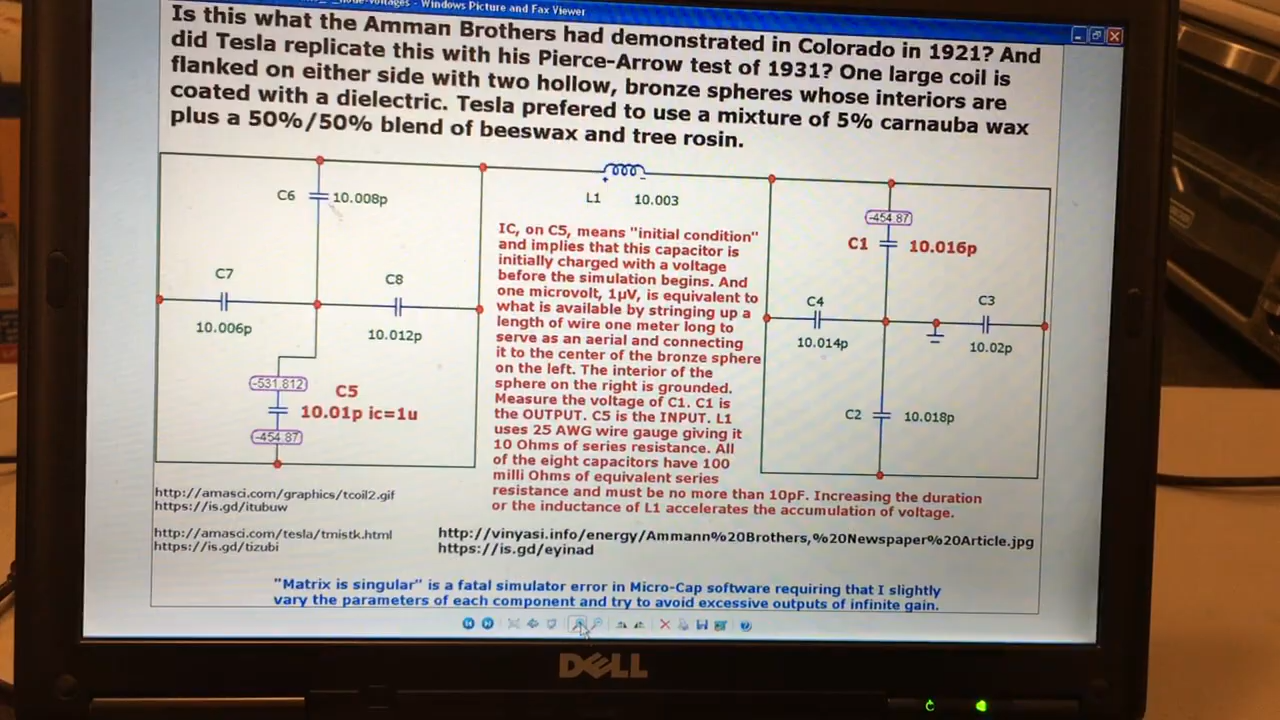 - Windows Picture and Fax Viewer
Is this what the Amman Brothers had demonstrated in Colorado in 1921? And
did Tesla replicate this with his Pierce-Arrow test of 1931? One large coil is
flanked on either side with two hollow, bronze spheres whose interiors are
coated with a dielectric. Tesla prefered to use a mixture of 5% carnauba wax
plus a 50%/50% blend of beeswax and tree rosin.
C6 10.008p
L1 10.003
-454.87
C1 10.016p
C7
10.006p
C8
10.012p
C4
10.014p
C3
10.02p
-531.812
C5
10.01p ic=1u
-454.87
C2 10.018p
IC, on C5, means "initial condition"
and implies that this capacitor is
initially charged with a voltage
before the simulation begins. And
one microvolt, 1µV, is equivalent to
what is available by stringing up a
length of wire one meter long to
serve as an aerial and connecting
it to the center of the bronze sphere
on the left. The interior of the
sphere on the right is grounded.
Measure the voltage of C1. C1 is
the OUTPUT. C5 is the INPUT. L1
uses 25 AWG wire gauge giving it
10 Ohms of series resistance. All
of the eight capacitors have 100
milli Ohms of equivalent series
resistance and must be no more than 10pF. Increasing the duration
or the inductance of L1 accelerates the accumulation of voltage.
http://amasci.com/graphics/tcoil2.gif
https://is.gd/itubuw
http://amasci.com/tesla/tmistk.html
https://is.gd/tizubi
http://vinyasi.info/energy/Ammann%20Brothers,%20Newspaper%20Article.jpg
https://is.gd/eyinad
"Matrix is singular" is a fatal simulator error in Micro-Cap software requiring that I slightly
vary the parameters of each component and try to avoid excessive outputs of infinite gain.
DELL